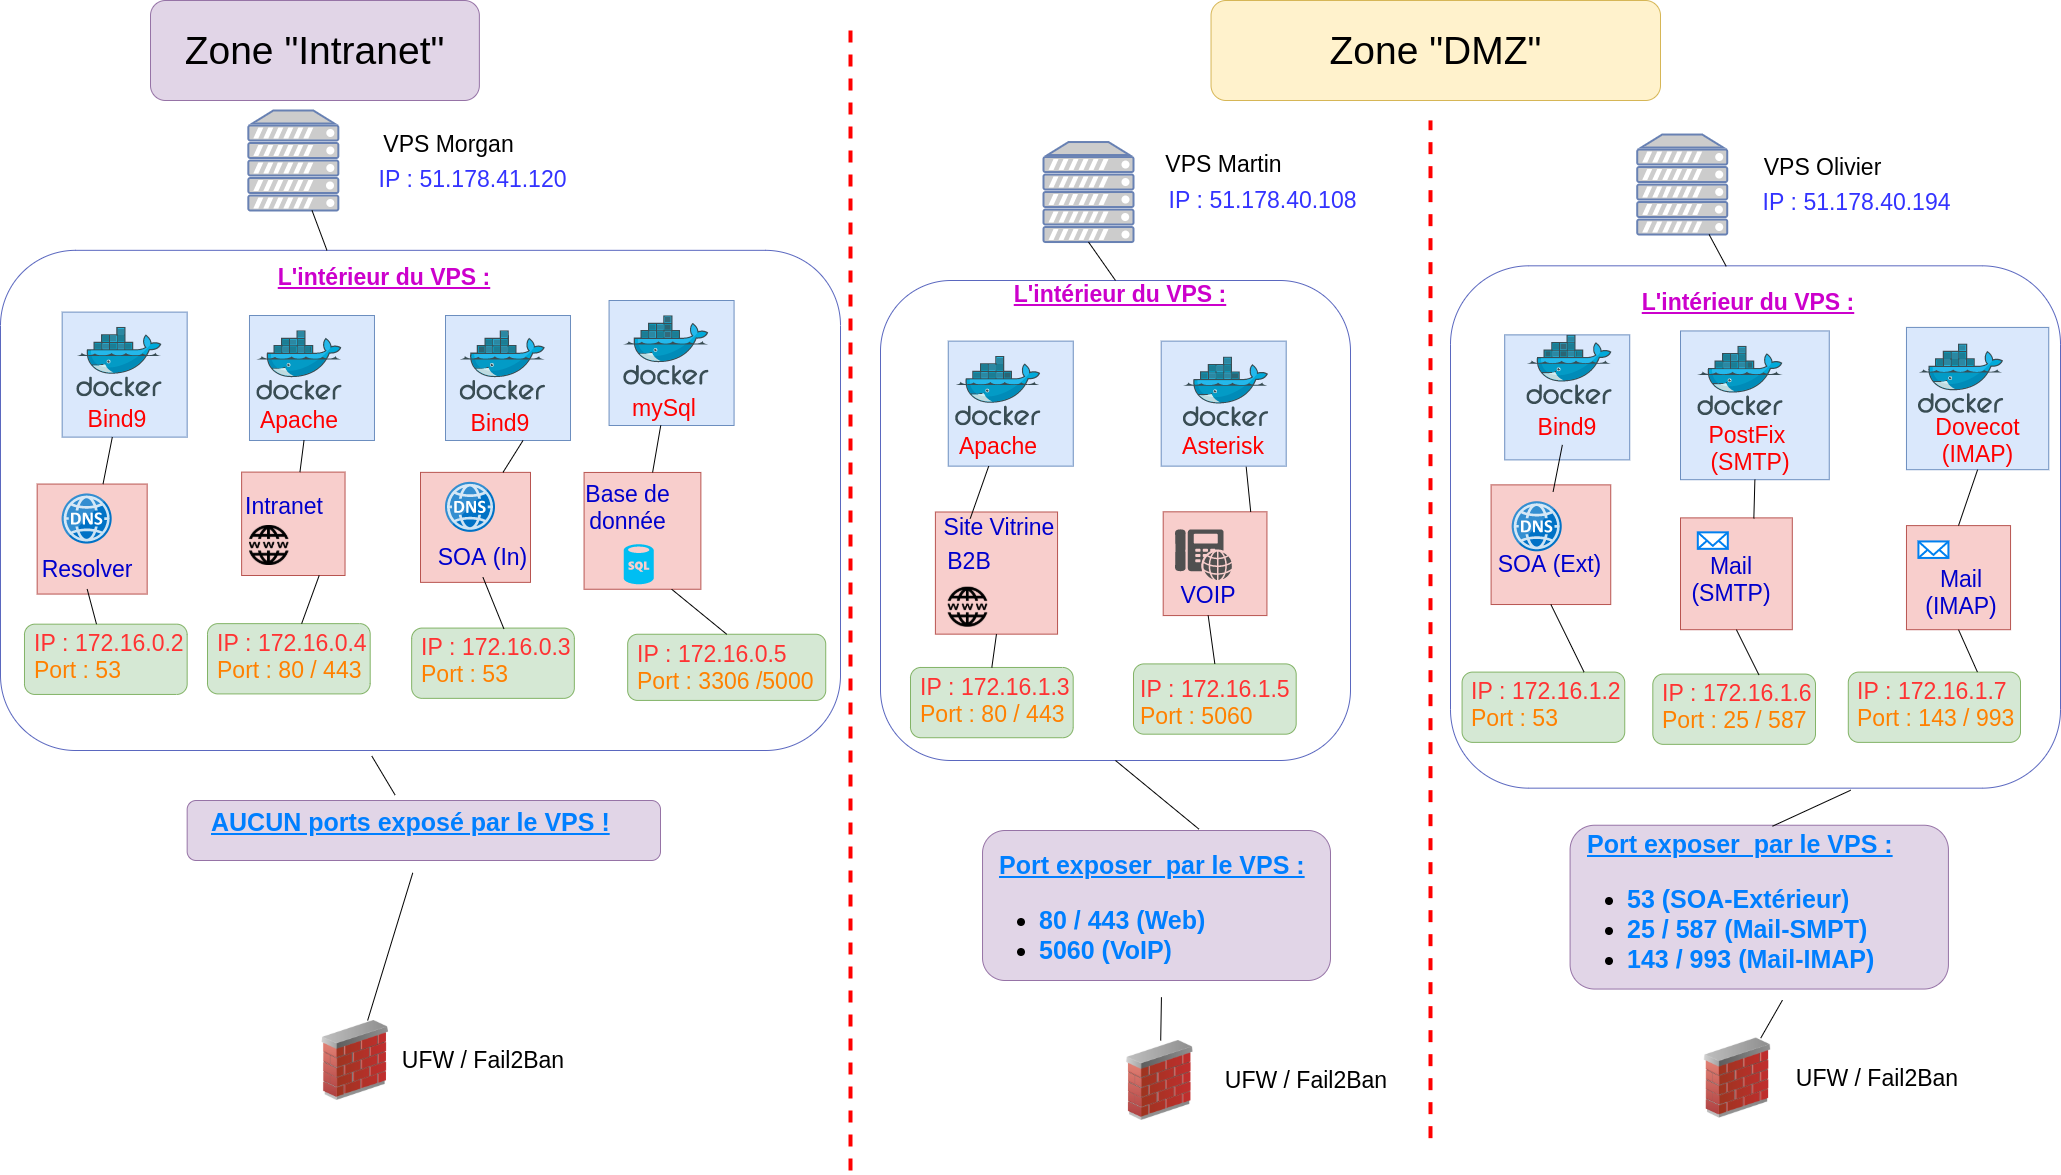 Zone "Intranet"
VPS Morgan
IP : 51.178.41.120
L'intérieur du VPS :
docker
Bind9
docker
Apache
docker
Bind9
docker
mySql
DNS
Resolver
Intranet
www
DNS
SOA (In)
Base de
donnée
SQL
IP : 172.16.0.2
Port : 53
IP : 172.16.0.4
Port : 80 / 443
IP : 172.16.0.3
Port : 53
IP : 172.16.0.5
Port : 3306 /5000
AUCUN ports exposé par le VPS !
UFW / Fail2Ban
Zone "DMZ"
VPS Martin
IP : 51.178.40.108
L'intérieur du VPS :
docker
Apache
docker
Asterisk
Site Vitrine
B2B
www
VOIP
IP : 172.16.1.3
Port : 80 / 443
IP : 172.16.1.5
Port : 5060
Port exposer  par le VPS :
80 / 443 (Web)
5060 (VoIP)
UFW / Fail2Ban
VPS Olivier
IP : 51.178.40.194
L'intérieur du VPS :
docker
Bind9
docker
PostFix
(SMTP)
docker
Dovecot
(IMAP)
DNS
SOA (Ext)
Mail
(SMTP)
Mail
(IMAP)
IP : 172.16.1.2
Port : 53
IP : 172.16.1.6
Port : 25 / 587
IP : 172.16.1.7
Port : 143 / 993
Port exposer  par le VPS :
53 (SOA-Extérieur)
25 / 587 (Mail-SMPT)
143 / 993 (Mail-IMAP)
UFW / Fail2Ban